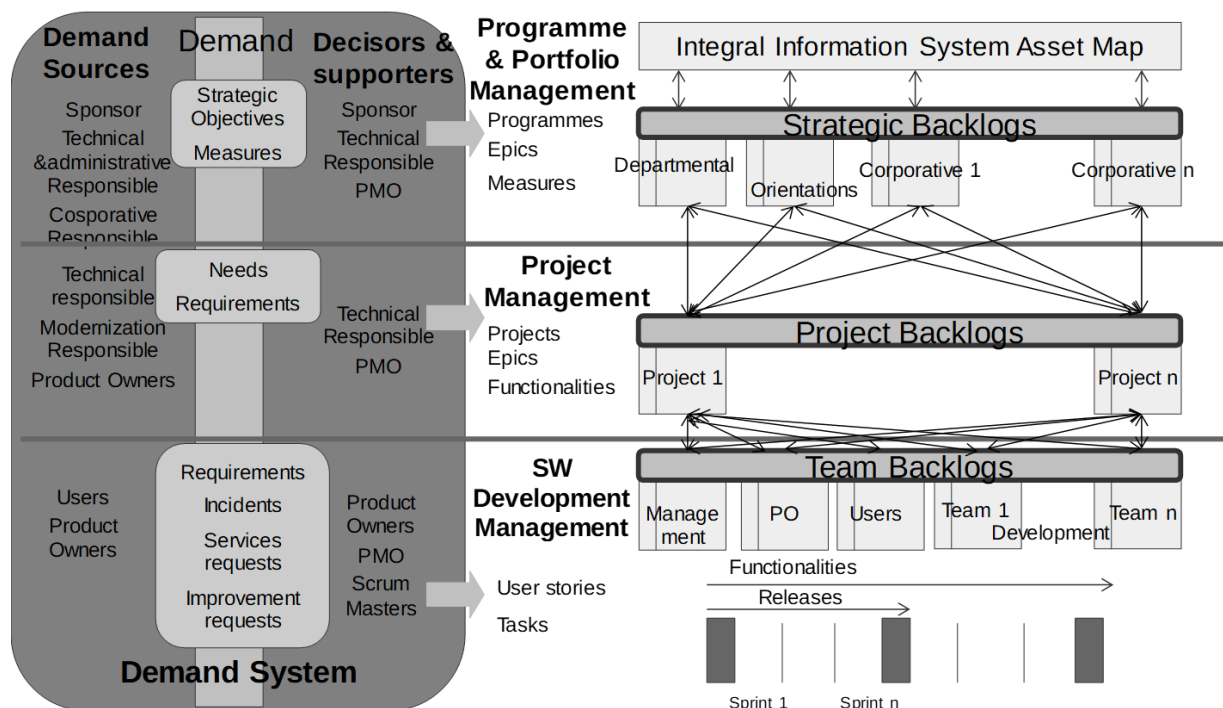 Demand
Sources
Demand
Decisors &
supporters
Sponsor
Technical
&administrative
Responsible
Cosporative
Responsible
Strategic
Objectives
Measures
Sponsor
Technical
Responsible
PMO
Programme
& Portfolio
Management
Programmes
Epics
Measures
Integral Information System Asset Map
Strategic Backlogs
Departmental
Orientations
Corporative 1
Corporative n
Technical
responsible
Modernization
Responsible
Product Owners
Needs
Requirements
Technical
Responsible
PMO
Project
Management
Projects
Epics
Functionalities
Project Backlogs
Project 1
Project n
Users
Product
Owners
Requirements
Incidents
Services
requests
Improvement
requests
Product
Owners
PMO
Scrum
Masters
Demand System
SW
Development
Management
User stories
Tasks
Team Backlogs
Manage
ment
PO
Users
Team 1
Development
Team n
Functionalities
Releases
Sprint 1
Sprint n